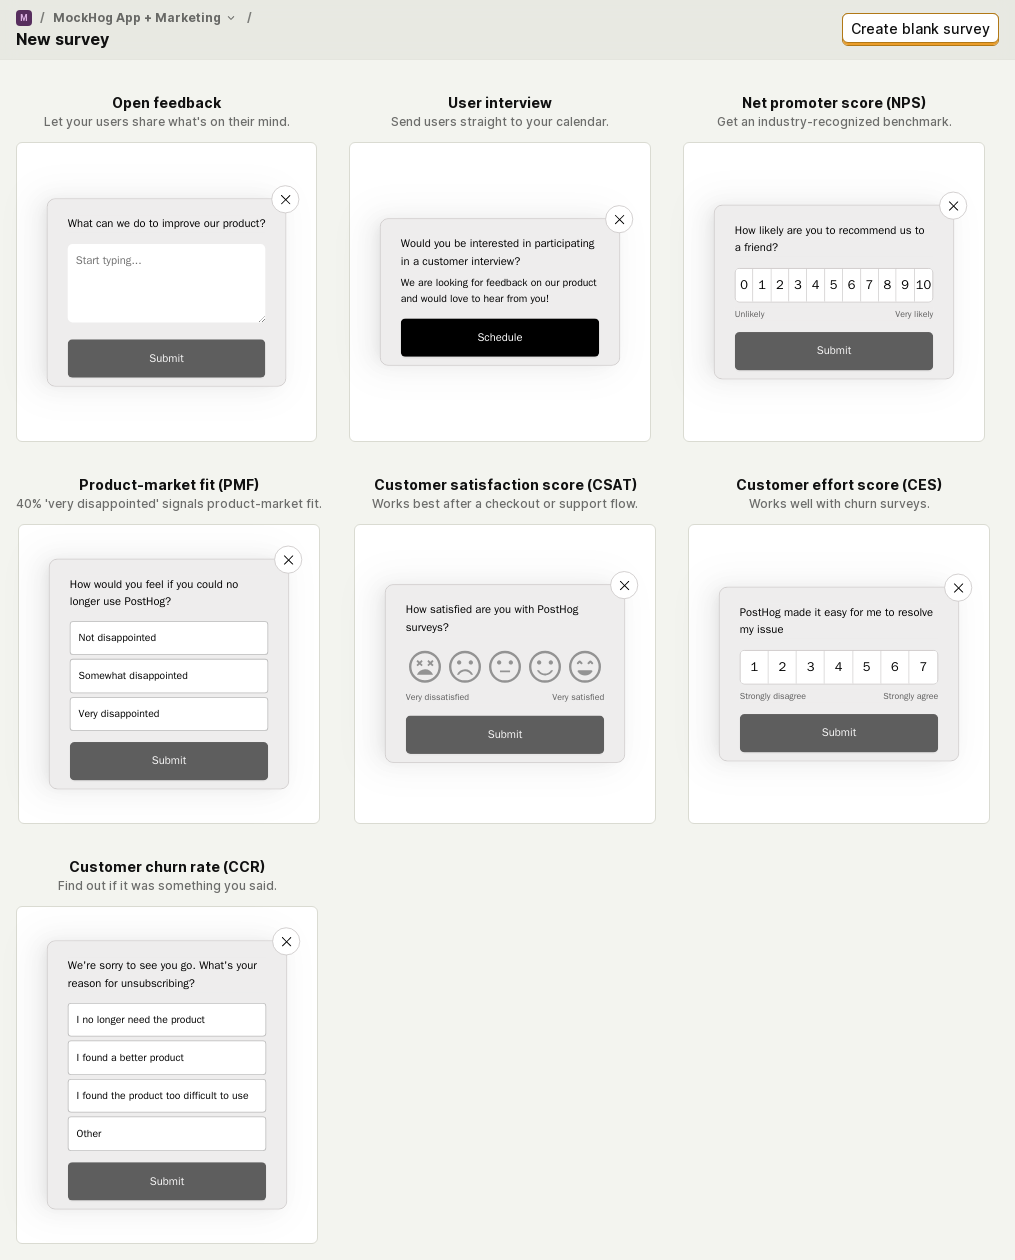 M / MockHog App + Marketing /
New survey
Create blank survey
Open feedback
Let your users share what's on their mind.
What can we do to improve our product?
Start typing...
Submit
User interview
Send users straight to your calendar.
Would you be interested in participating
in a customer interview?
We are looking for feedback on our product
and would love to hear from you!
Schedule
Net promoter score (NPS)
Get an industry-recognized benchmark.
How likely are you to recommend us to
a friend?
0 1 2 3 4 5 6 7 8 9 10
Unlikely Very likely
Submit
Product-market fit (PMF)
40% 'very disappointed' signals product-market fit.
How would you feel if you could no
longer use PostHog?
Not disappointed
Somewhat disappointed
Very disappointed
Submit
Customer satisfaction score (CSAT)
Works best after a checkout or support flow.
How satisfied are you with PostHog
surveys?
Very dissatisfied Very satisfied
Submit
Customer effort score (CES)
Works well with churn surveys.
PostHog made it easy for me to resolve
my issue
1 2 3 4 5 6 7
Strongly disagree Strongly agree
Submit
Customer churn rate (CCR)
Find out if it was something you said.
We're sorry to see you go. What's your
reason for unsubscribing?
I no longer need the product
I found a better product
I found the product too difficult to use
Other
Submit